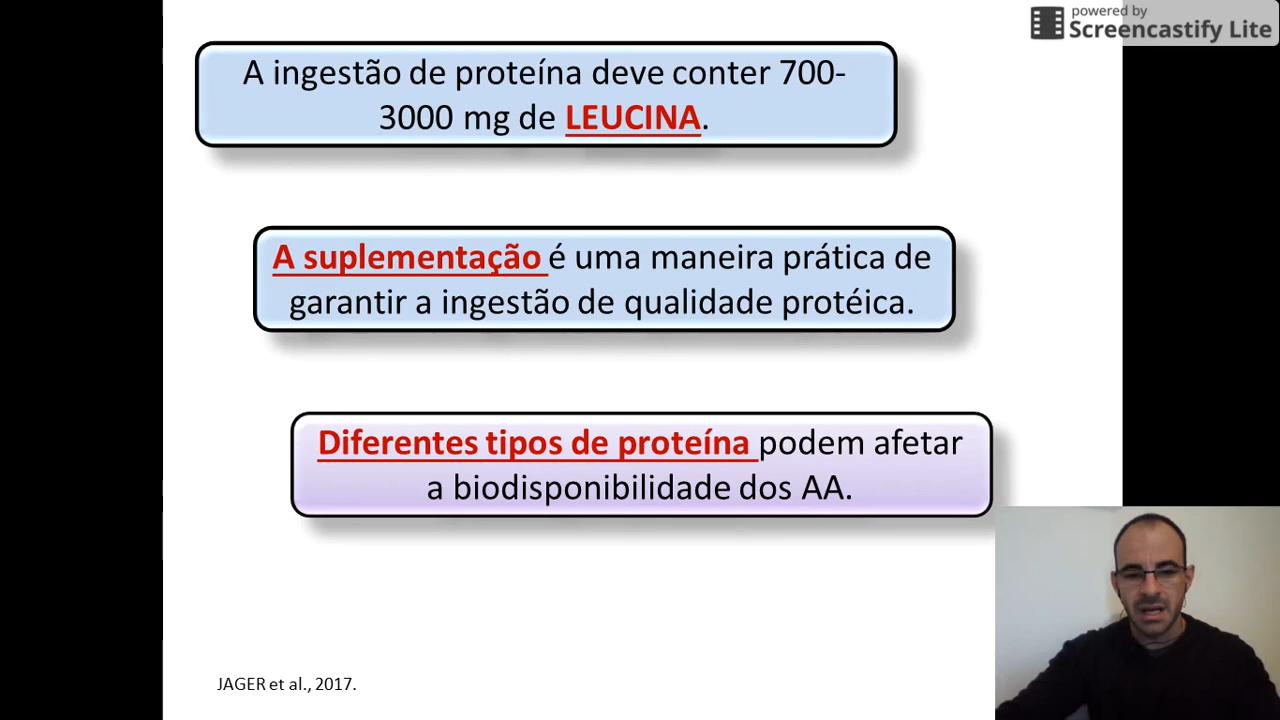 powered by
Screencastify Lite
A ingestão de proteína deve conter 700-
3000 mg de LEUCINA.
A suplementação é uma maneira prática de
garantir a ingestão de qualidade protéica.
Diferentes tipos de proteína podem afetar
a biodisponibilidade dos AA.
JAGER et al., 2017.